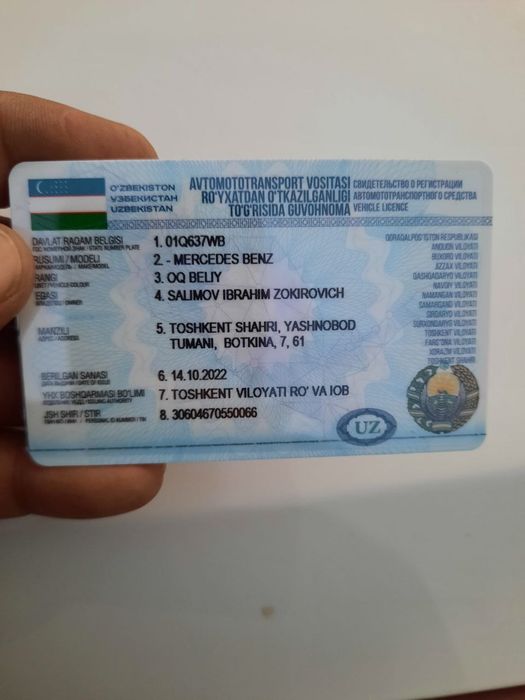 O'ZBEKISTON
УЗБЕКИСТАН
UZBEKISTAN
AVTOMOTOTRANSPORT VOSITASI
RO'YXATDAN O'TKAZILGANLIGI
TO'G'RISIDA GUVOHNOMA
СВИДЕТЕЛЬСТВО О РЕГИСТРАЦИИ
АВТОМОТОТРАНСПОРТНОГО СРЕДСТВА
VEHICLE LICENCE
DAVLAT RAQAM BELGISI 1. 01Q637WB
RUSUMI/MODELI 2. - MERCEDES BENZ
RANGI 3. OQ BELIY
EGASI 4. SALIMOV IBRAHIM ZOKIROVICH
MANZILI 5. TOSHKENT SHAHRI, YASHNOBOD
TUMANI, BOTKINA, 7, 61
BERILGAN SANASI 6. 14.10.2022
YHX BOSHQARMASI BO'LIMI 7. TOSHKENT VILOYATI RO' VA IOB
JSH SHIR/STIR 8. 30604670550066
QORAQALPOG'ISTON RESPUBLIKASI
ANDIJON VILOYATI
BUXORO VILOYATI
JIZZAX VILOYATI
QASHQADARYO VILOYATI
NAVOIY VILOYATI
NAMANGAN VILOYATI
SAMARQAND VILOYATI
SIRDARYO VILOYATI
SURXONDARYO VILOYATI
TOSHKENT VILOYATI
FARG'ONA VILOYATI
XORAZM VILOYATI
TOSHKENT SHAHRI
UZ